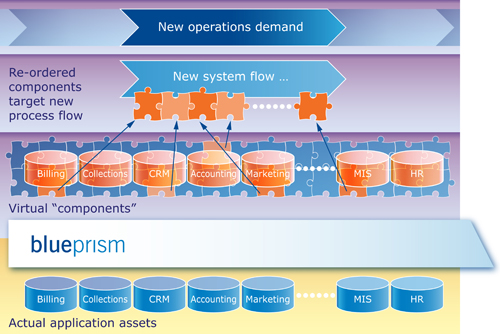 New operations demand
Re-ordered
components
target new
process flow
New system flow ...
Billing Collections CRM Accounting Marketing MIS HR
Virtual “components”
blueprism
Billing Collections CRM Accounting Marketing MIS HR
Actual application assets